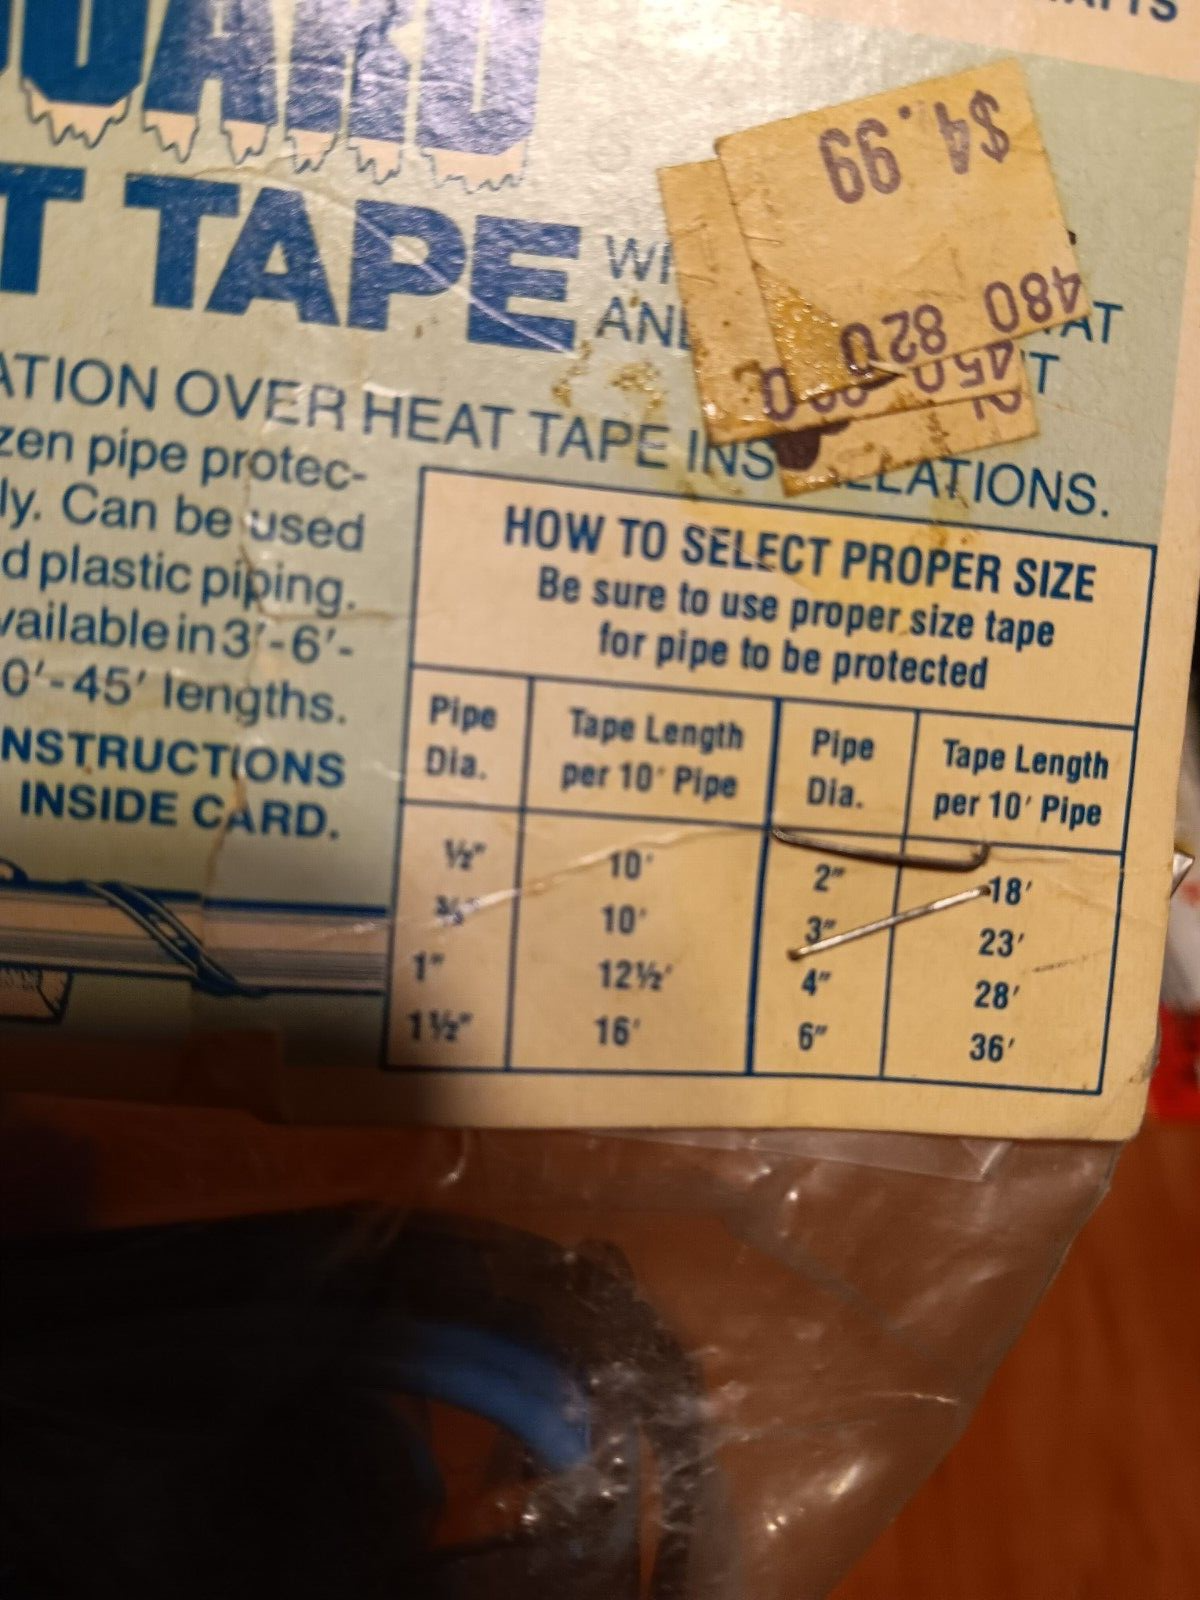 $4.99
480 820 0
TAPE
ATION OVER HEAT TAPE INS LLATIONS.
zen pipe protec-
ly. Can be used
d plastic piping.
vailable in 3'-6'-
0'-45' lengths.
NSTRUCTIONS
INSIDE CARD.
HOW TO SELECT PROPER SIZE
Be sure to use proper size tape
for pipe to be protected
Pipe Dia. Tape Length per 10' Pipe Pipe Dia. Tape Length per 10' Pipe
½" 10' 2" 18'
10' 3" 23'
1" 12½' 4" 28'
1½" 16' 6" 36'